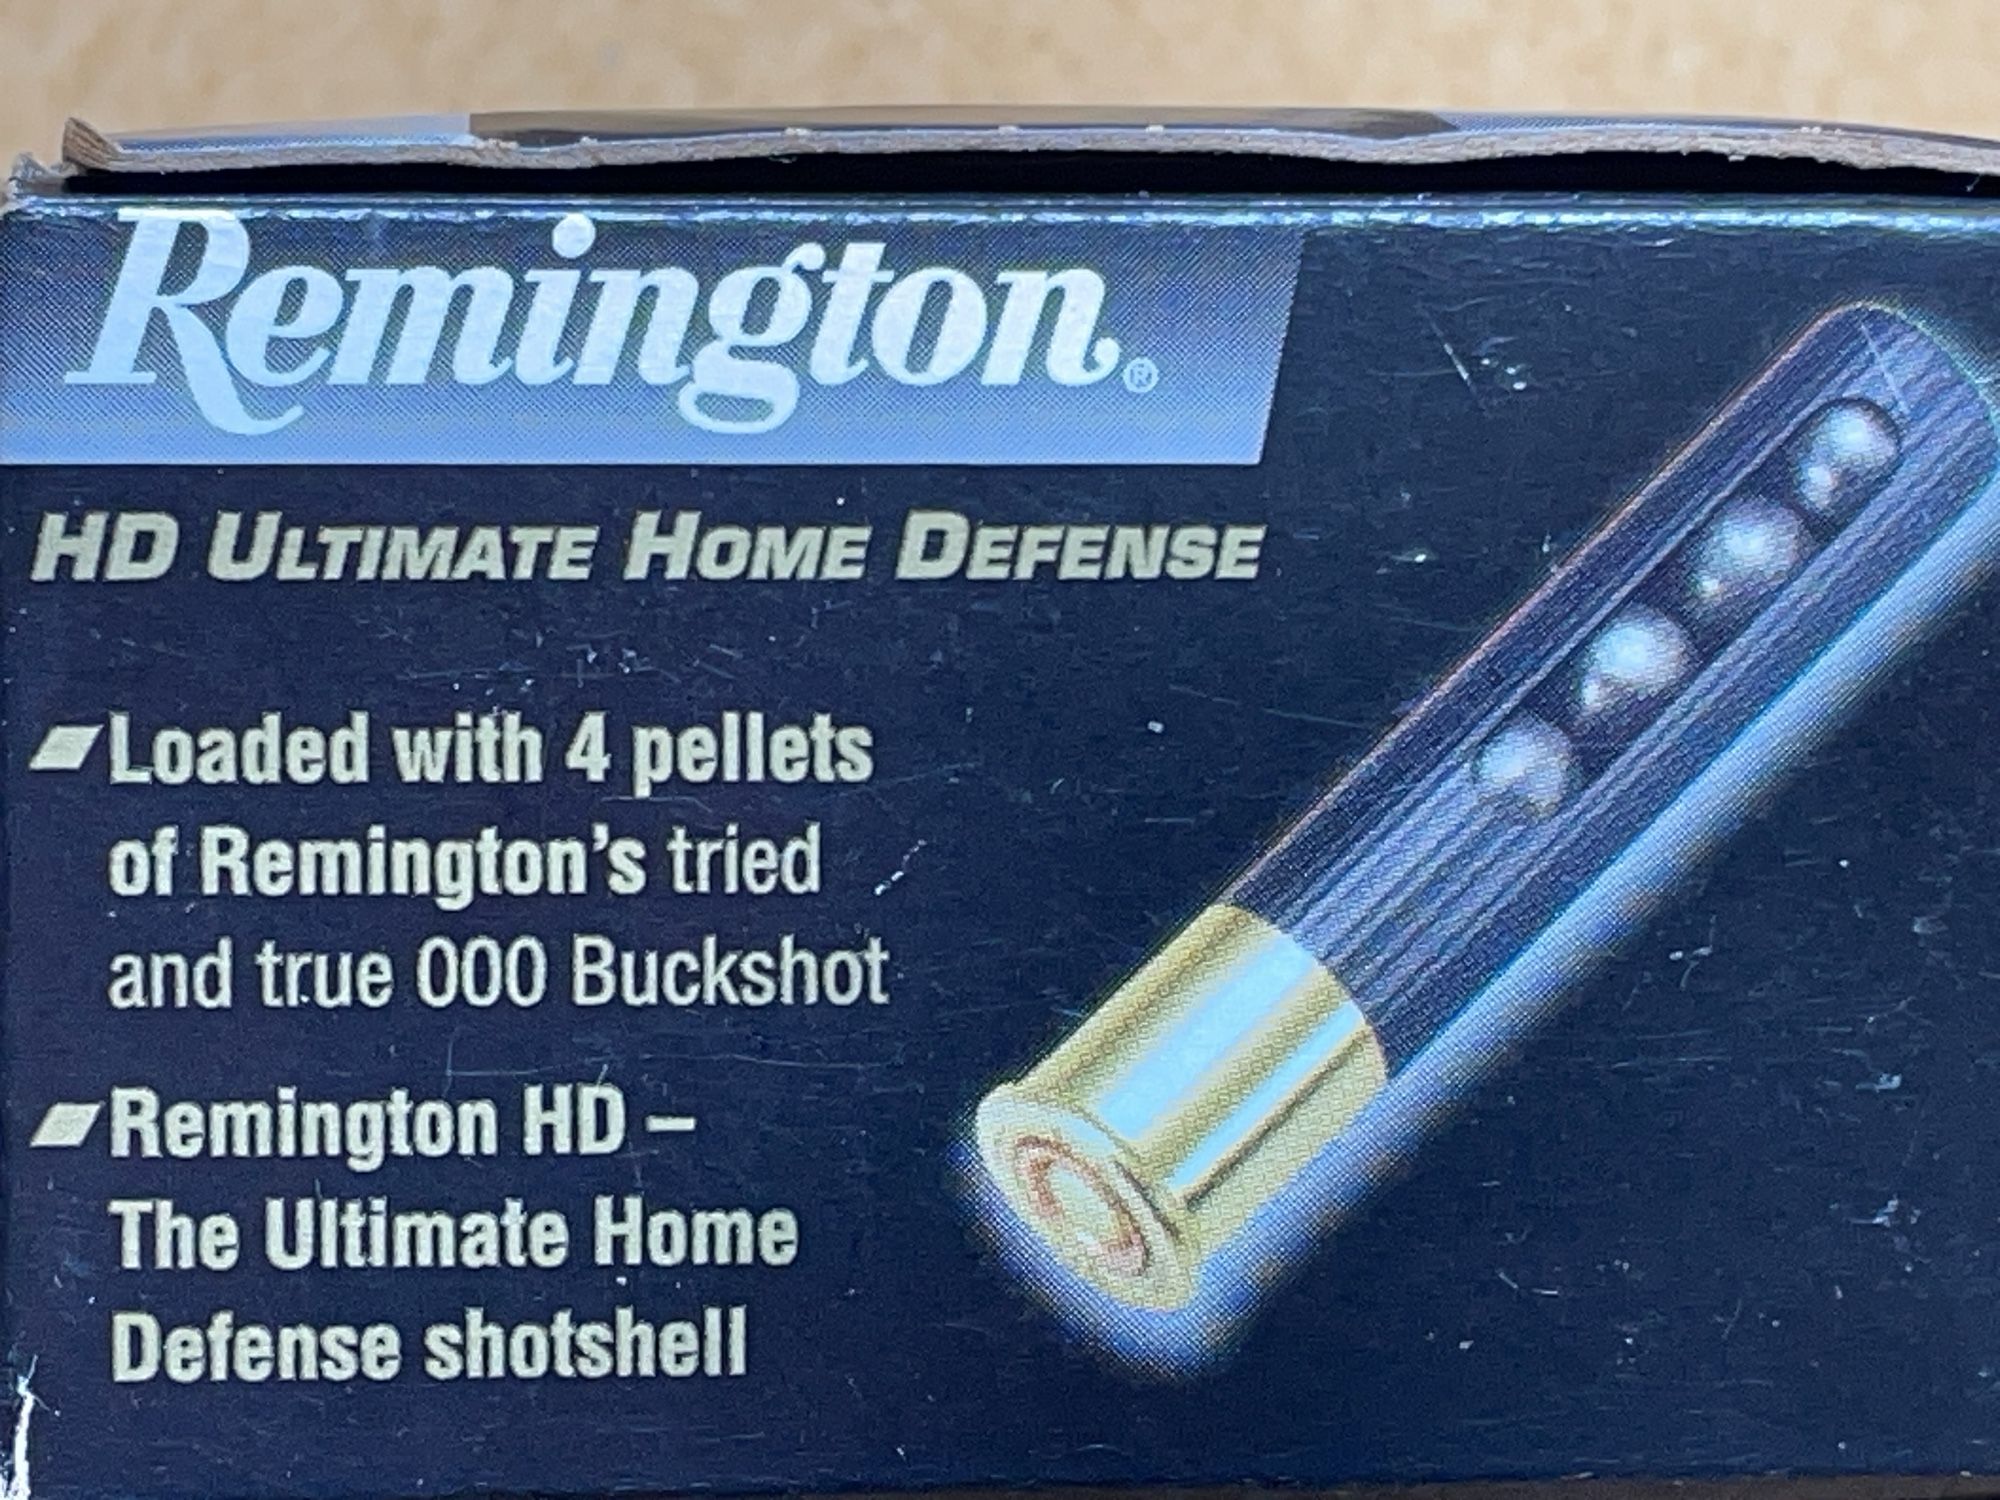 Remington®
HD ULTIMATE HOME DEFENSE
Loaded with 4 pellets
of Remington's tried
and true 000 Buckshot
Remington HD –
The Ultimate Home
Defense shotshell